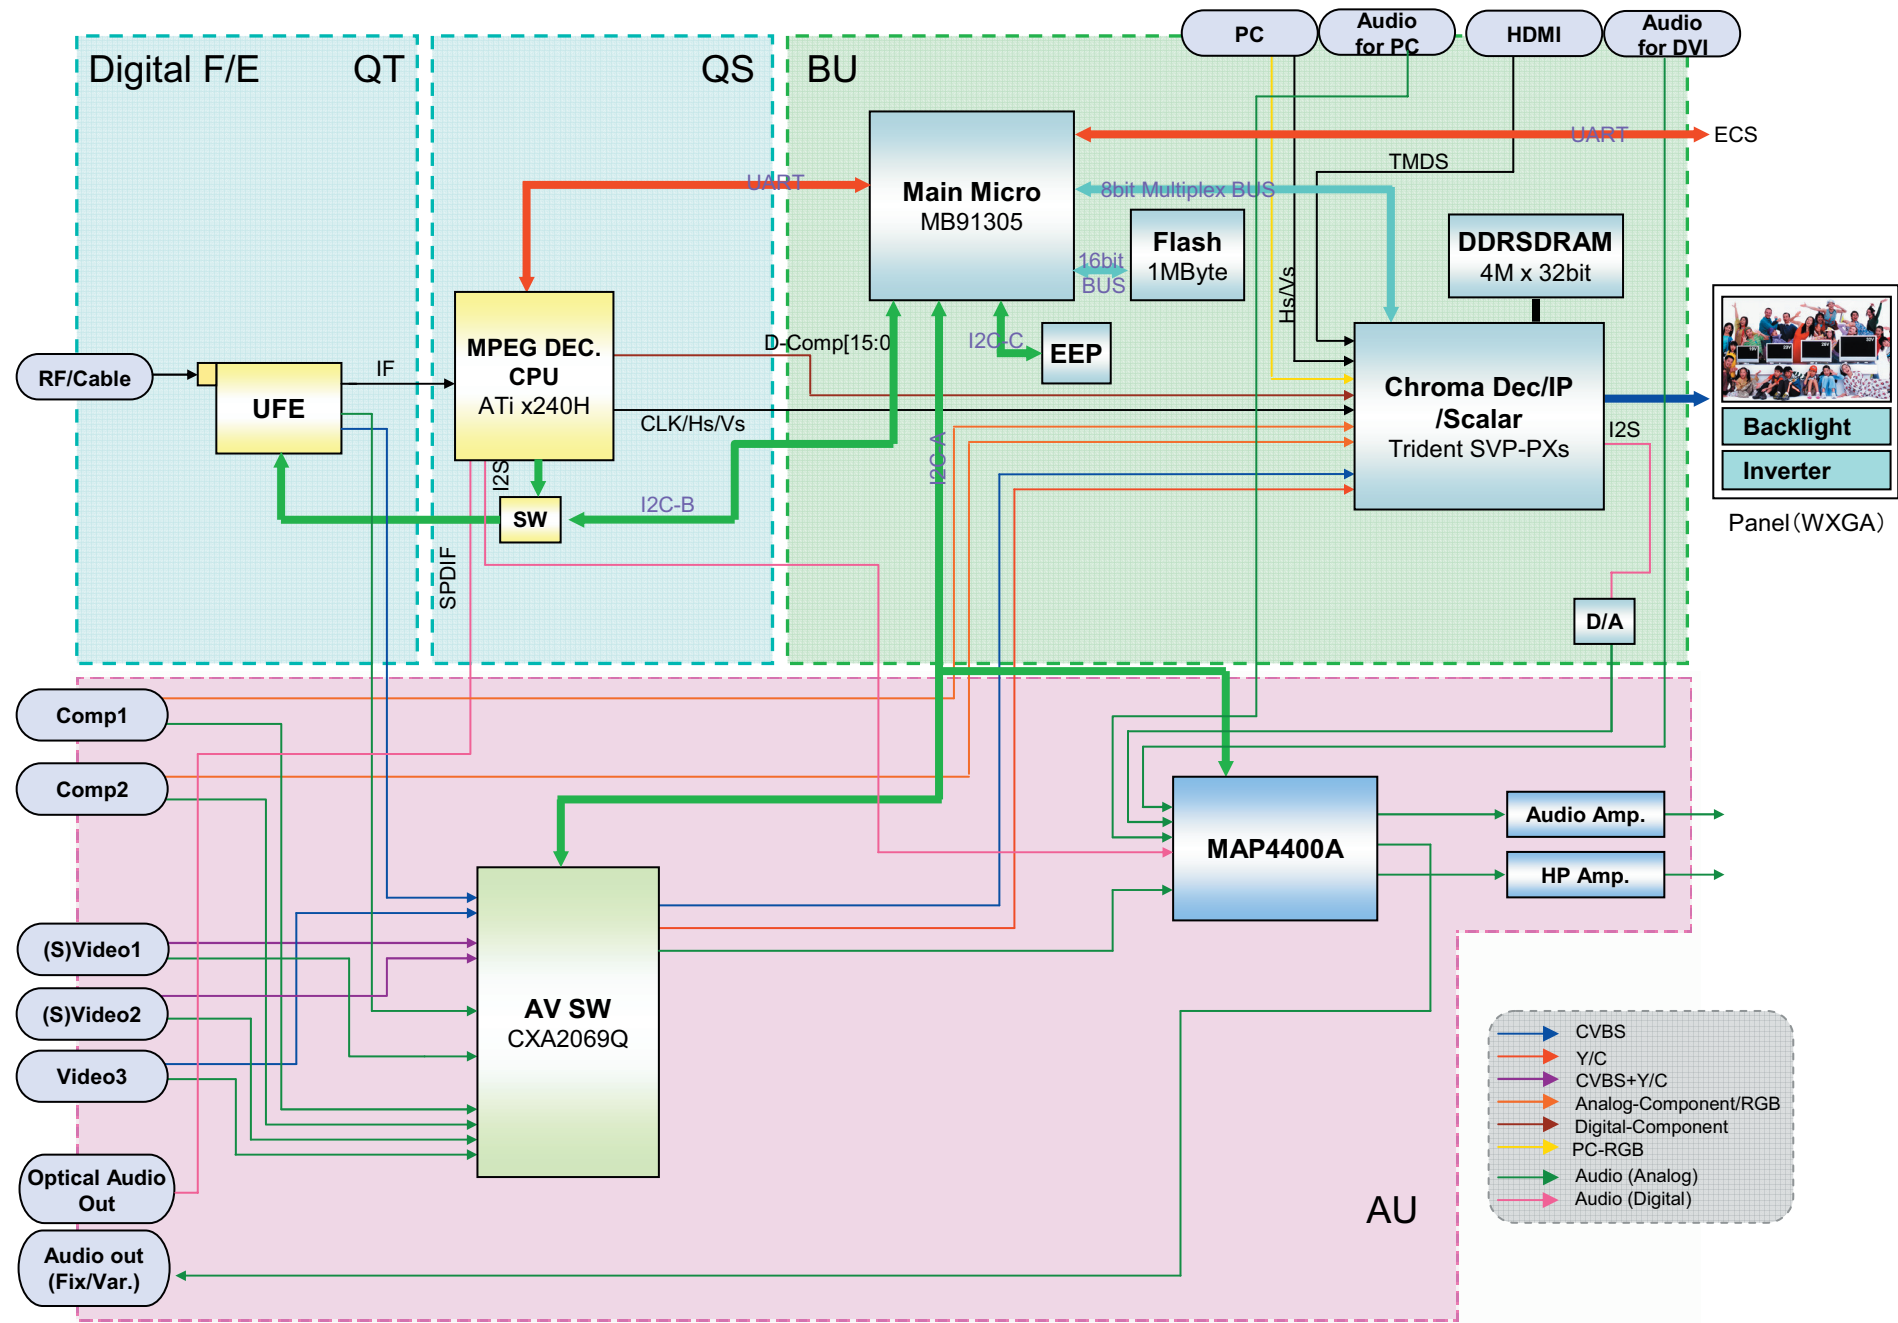 PC
Audio
for PC
HDMI
Audio
for DVI
Digital F/E
QT
QS
BU
UART
ECS
TMDS
Main Micro
MB91305
UART
8bit Multiplex BUS
Flash
1MByte
16bit
BUS
DDRSDRAM
4M x 32bit
Hs/Vs
RF/Cable
UFE
IF
MPEG DEC.
CPU
ATi x240H
D-Comp[15:0
I2C-C
EEP
CLK/Hs/Vs
I2C-A
Chroma Dec/IP
/Scalar
Trident SVP-PXs
I2S
Backlight
Inverter
Panel(WXGA)
I2S
SW
I2C-B
SPDIF
D/A
Comp1
Comp2
MAP4400A
Audio Amp.
HP Amp.
(S)Video1
(S)Video2
Video3
AV SW
CXA2069Q
Optical Audio
Out
Audio out
(Fix/Var.)
AU
CVBS
Y/C
CVBS+Y/C
Analog-Component/RGB
Digital-Component
PC-RGB
Audio (Analog)
Audio (Digital)